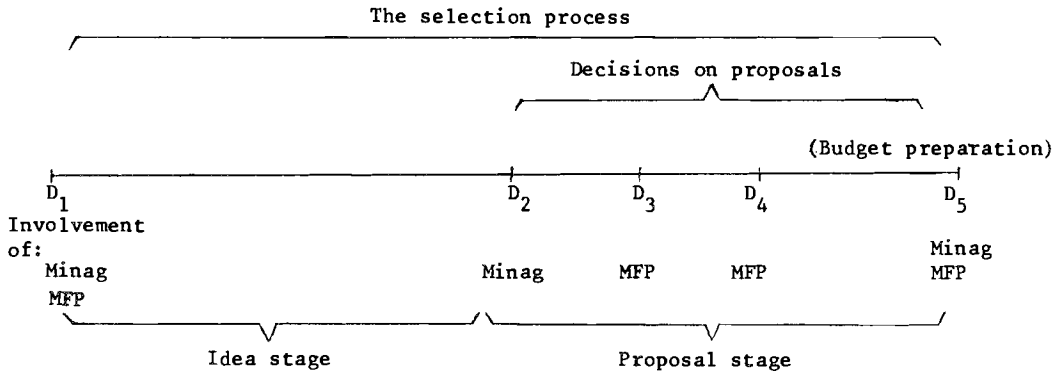 The selection process
Decisions on proposals
(Budget preparation)
D1 D2 D3 D4 D5
Involvement
of:
Minag
Minag Minag MFP MFP MFP
MFP
Idea stage Proposal stage